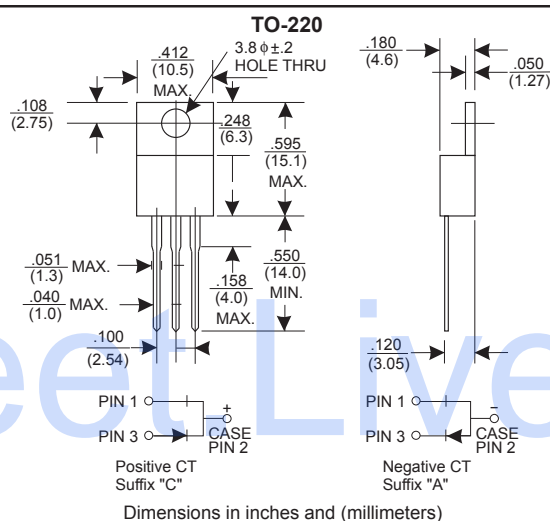 TO-220
.412
(10.5)
MAX.
3.8 ϕ±.2
HOLE THRU
.180
(4.6)
.050
(1.27)
.108
(2.75)
.248
(6.3)
.595
(15.1)
MAX.
.051
(1.3) MAX.
.040
(1.0) MAX.
.158
(4.0)
MAX.
.550
(14.0)
MIN.
.100
(2.54)
.120
(3.05)
eet.Live
PIN 1
+
PIN 3
CASE
PIN 2
Positive CT
Suffix "C"
PIN 1
−
PIN 3
CASE
PIN 2
Negative CT
Suffix "A"
Dimensions in inches and (millimeters)